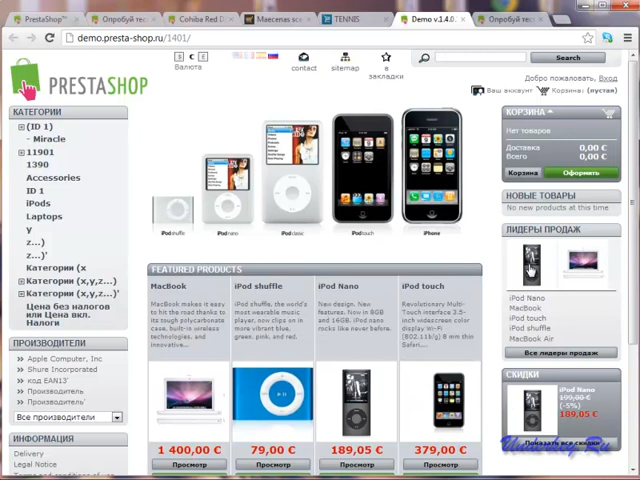 PrestaShop™
Опробуй тест
Cohiba Red D
Maecenas sc
TENNIS
Demo v.1.4.0.
Опробуй тест
demo.presta-shop.ru/1401/
PRESTASHOP
$ € £
Валюта
contact
sitemap
в закладки
Search
Добро пожаловать, Вход
Ваш аккаунт
Корзина: (пустая)
КАТЕГОРИИ
(ID 1)
- Miracle
11901
1390
Accessories
ID 1
iPods
Laptops
y
z...)
z...)'
Категории (x
Категории (x,y,z...)
Категории (x,y,z...)'
Цена без налогов
или Цена вкл.
Налоги
ПРОИЗВОДИТЕЛИ
Apple Computer, Inc
Shure Incorporated
код EAN13'
Производитель
Производитель'
Все производители
ИНФОРМАЦИЯ
Delivery
Legal Notice
iPod shuffle
iPod nano
iPod classic
iPod touch
iPhone
FEATURED PRODUCTS
MacBook
MacBook makes it easy
to hit the road thanks to
its tough polycarbonate
case, built-in wireless
technologies, and
innovative...
1 400,00 €
Просмотр
iPod shuffle
iPod shuffle, the world's
most wearable music
player, now clips on in
more vibrant blue,
green, pink, and red.
79,00 €
Просмотр
iPod Nano
New design. New
features. Now in 8GB
and 16GB. iPod nano
rocks like never before.
189,05 €
Просмотр
iPod touch
Revolutionary Multi-
Touch interface 3.5-
inch widescreen color
display Wi-Fi
(802.11b/g) 8 mm thin
Safari...
379,00 €
Просмотр
КОРЗИНА
Нет товаров
Доставка 0,00 €
Всего 0,00 €
Корзина
Оформить
НОВЫЕ ТОВАРЫ
No new products at this time
ЛИДЕРЫ ПРОДАЖ
iPod Nano
MacBook
iPod touch
iPod shuffle
MacBook Air
Все лидеры продаж
СКИДКИ
iPod Nano
199,00 €
(-5%)
189,05 €
Показать все скидки